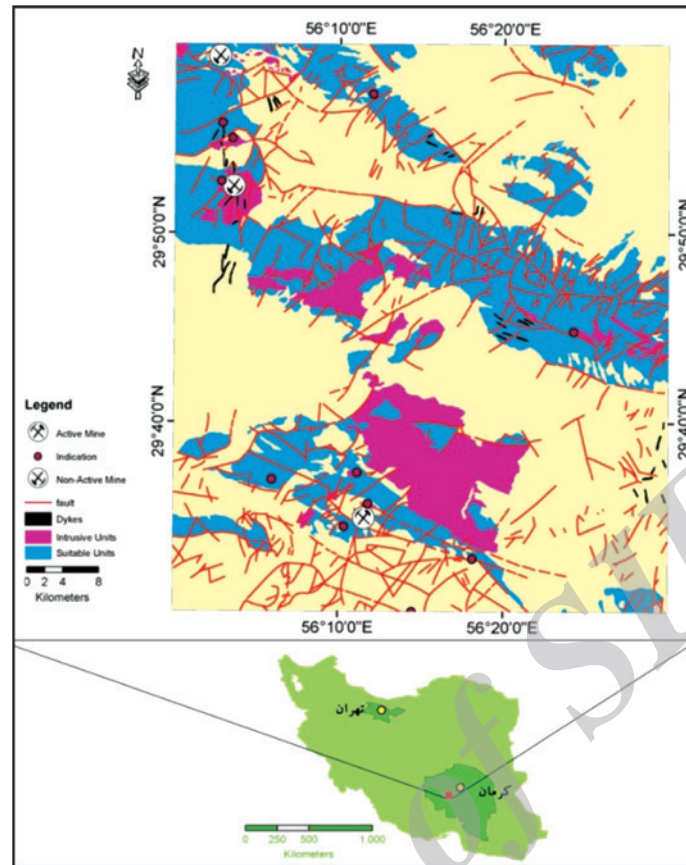 56°10'0"E 56°20'0"E
N
29°50'0"N 29°50'0"N
29°40'0"N 29°40'0"N
Legend
Active Mine
Indication
Non-Active Mine
fault
Dykes
Intrusive Units
Suitable Units
0 2 4 8
Kilometers
56°10'0"E 56°20'0"E
تهران
کرمان
0 250 500 1.000
Kilometers
of SID